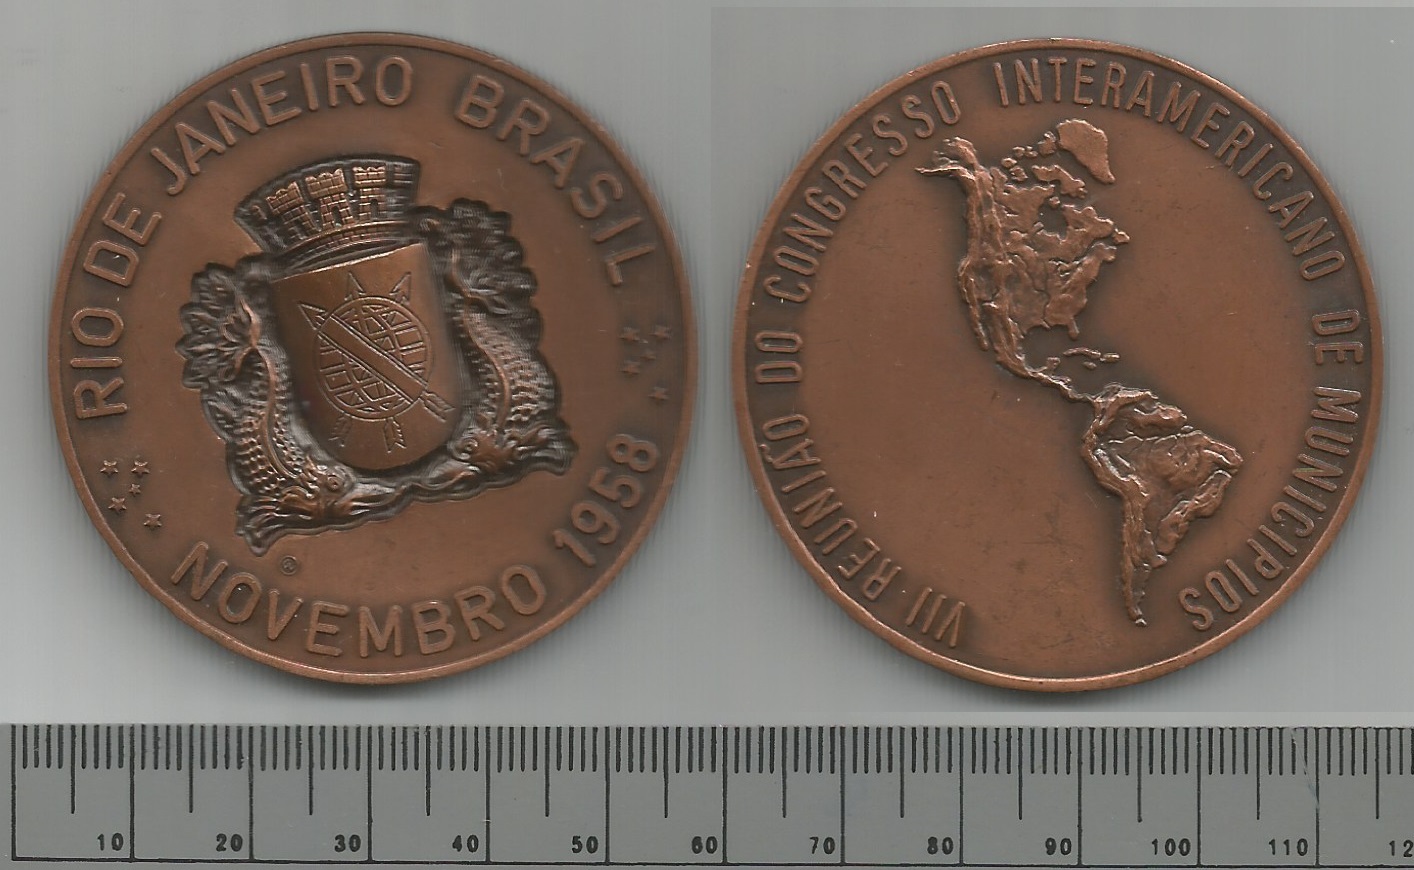 RIO DE JANEIRO BRASIL
NOVEMBRO 1958
®
VII REUNIÃO DO CONGRESSO INTERAMERICANO DE MUNICIPIOS
10 20 30 40 50 60 70 80 90 100 110 12